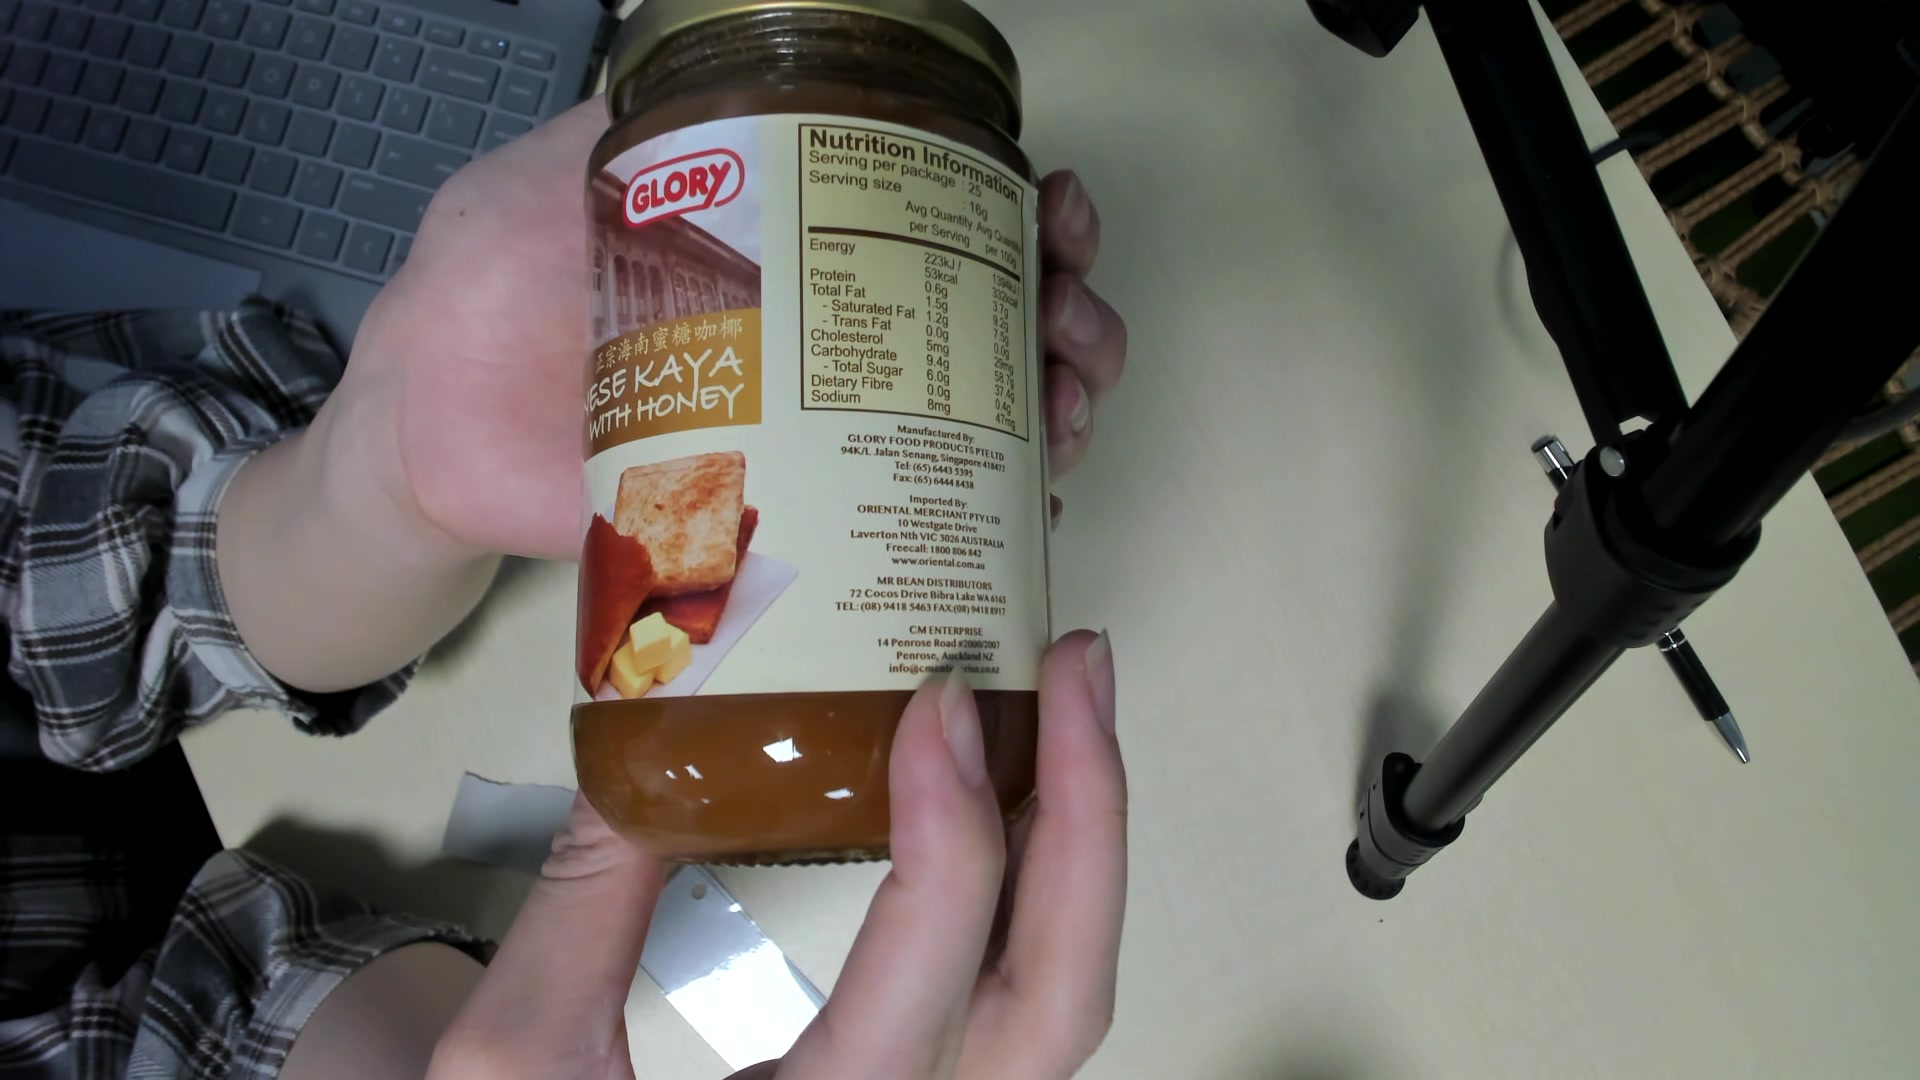 GLORY
正宗海南蜜糖咖椰
ESE KAYA
WITH HONEY
Nutrition Information
Serving per package : 25
Serving size : 16g
Avg Quantity Avg Quantity
per Serving per 100g
Energy 223kJ / 1394kJ /
53kcal 332kcal
Protein 0.6g 3.7g
Total Fat 1.5g 9.2g
- Saturated Fat 1.2g 7.5g
- Trans Fat 0.0g 0.0g
Cholesterol 5mg 29mg
Carbohydrate 9.4g 58.7g
- Total Sugar 6.0g 37.4g
Dietary Fibre 0.0g 0.4g
Sodium 8mg 47mg
Manufactured By:
GLORY FOOD PRODUCTS PTE LTD
94K/L Jalan Senang, Singapore 418471
Tel: (65) 6443 5395
Fax: (65) 6444 8438
Imported By:
ORIENTAL MERCHANT PTY LTD
10 Westgate Drive
Laverton Nth VIC 3026 AUSTRALIA
Freecall: 1800 806 842
www.oriental.com.au
MR BEAN DISTRIBUTORS
72 Cocos Drive Bibra Lake WA 6163
TEL: (08) 9418 5463 FAX:(08) 9418 8917
CM ENTERPRISE
14 Penrose Road #2000/2007
Penrose, Auckland NZ